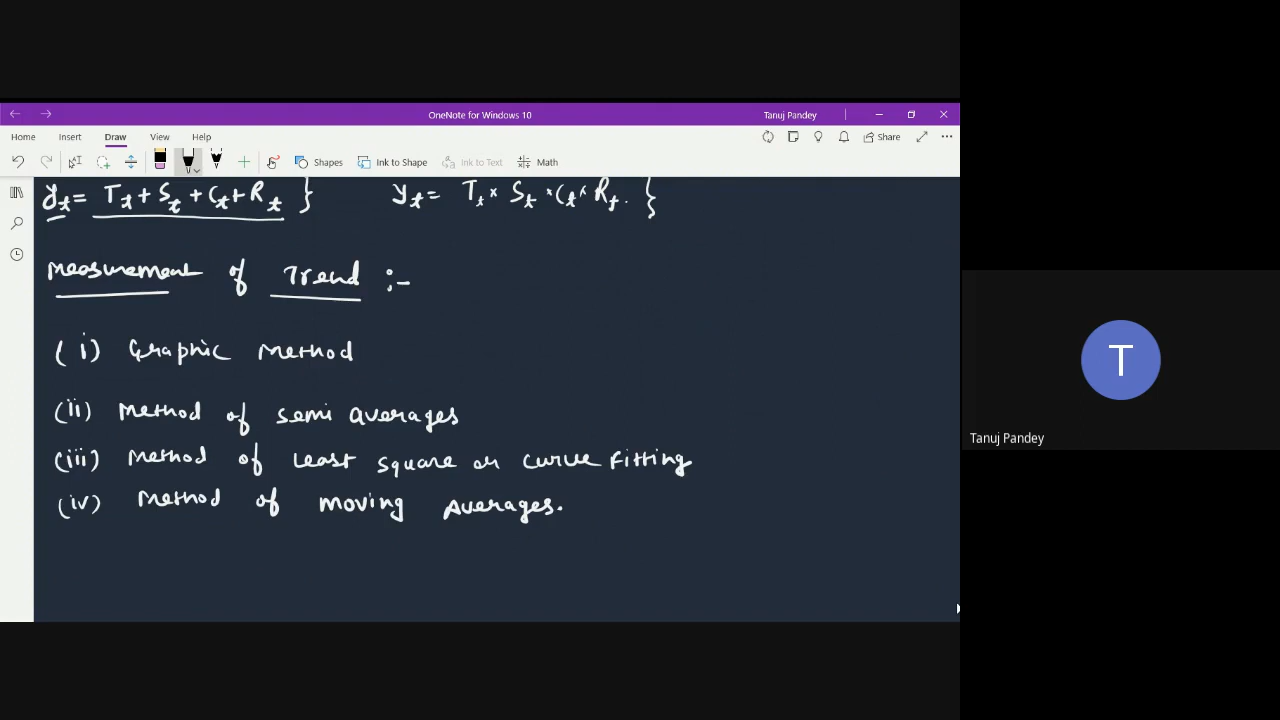 OneNote for Windows 10
Tanuj Pandey
Home Insert Draw View Help
Share
Shapes Ink to Shape Ink to Text Math
yt = Tt + St + Ct + Rt } yt = Tt × St × Ct × Rt. }
Measurement of Trend :-
(i) Graphic Method
(ii) Method of semi Averages
(iii) Method of Least square or curve Fitting
(iv) Method of moving Averages.
T
Tanuj Pandey